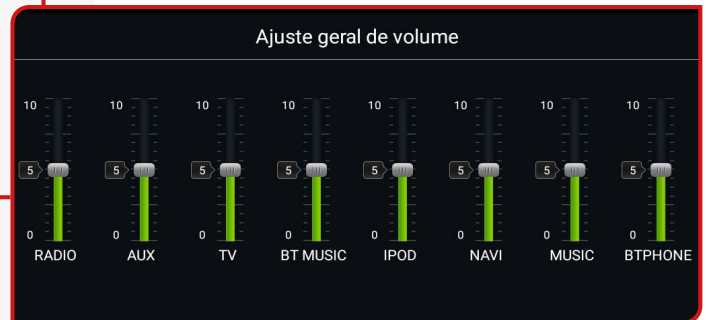 Ajuste geral de volume
10 10 10 10 10 10 10 10
5 5 5 5 5 5 5 5
0 0 0 0 0 0 0 0
RADIO AUX TV BT MUSIC IPOD NAVI MUSIC BTPHONE